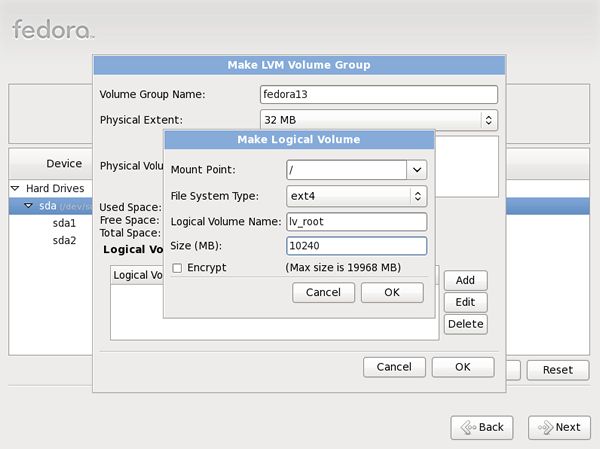 fedora
Make LVM Volume Group
Volume Group Name: fedora13
Physical Extent: 32 MB
Make Logical Volume
Device
Mount Point: /
Physical Volu
Hard Drives
File System Type: ext4
sda (/dev/s
Used Space:
Free Space:
Logical Volume Name: lv_root
sda1
Total Space:
sda2
Logical Vo
Size (MB): 10240
Encrypt (Max size is 19968 MB)
Logical Vo
Add
Cancel OK
Edit
Delete
Cancel OK
Reset
Back Next